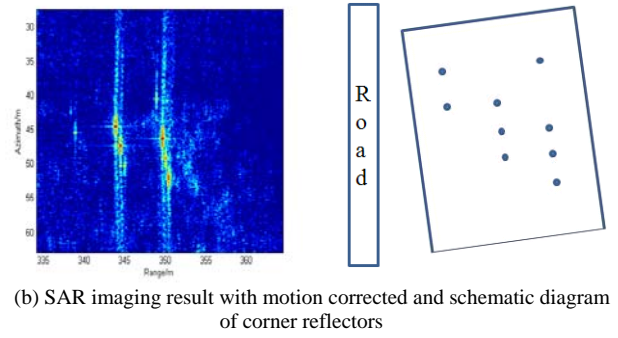 30
35
40
45
50
55
60
Azimuth/m
335 340 345 350 355 360
Range/m
R
o
a
d
(b) SAR imaging result with motion corrected and schematic diagram
of corner reflectors